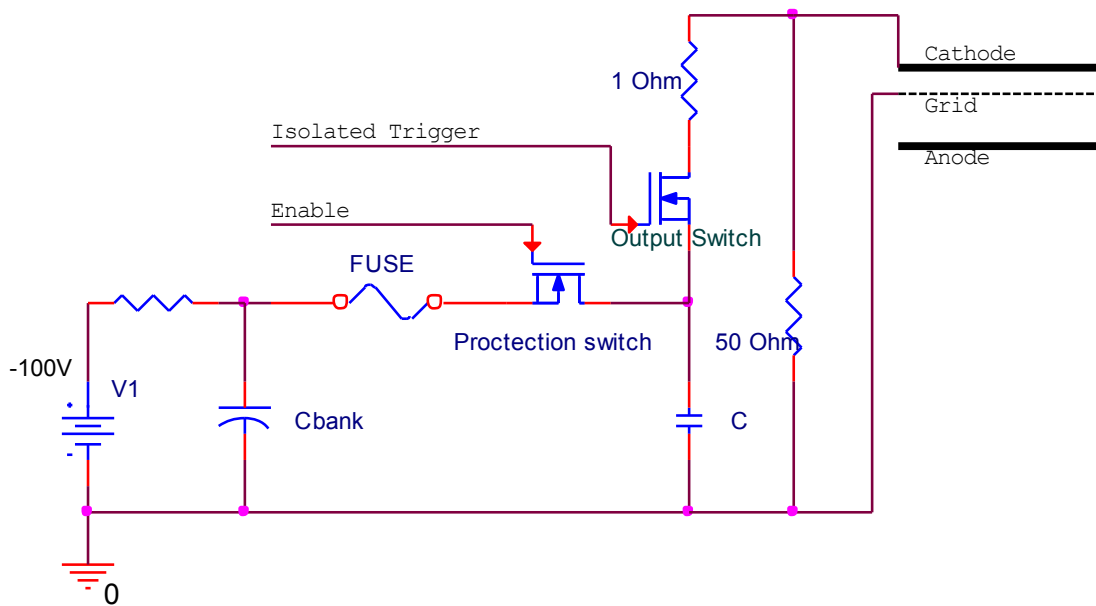 Cathode
1 Ohm
Grid
Isolated Trigger
Anode
Enable
Output Switch
FUSE
Proctection switch
50 Ohm
-100V
V1
+
Cbank
C
-
0